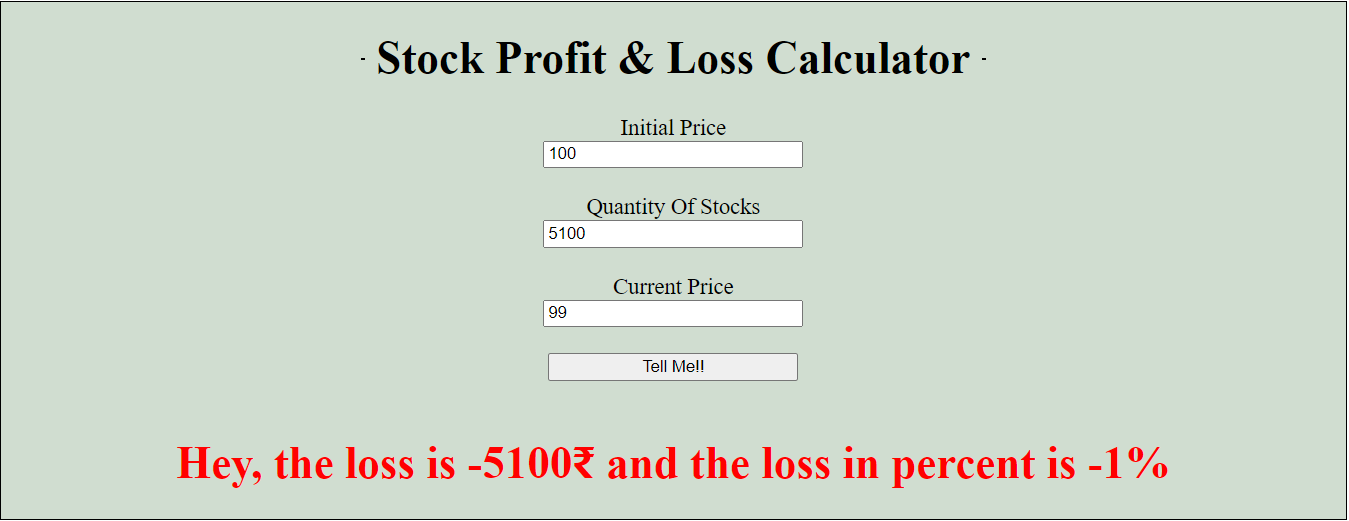 - Stock Profit & Loss Calculator -
Initial Price
100
Quantity Of Stocks
5100
Current Price
99
Tell Me!!
Hey, the loss is -5100₹ and the loss in percent is -1%